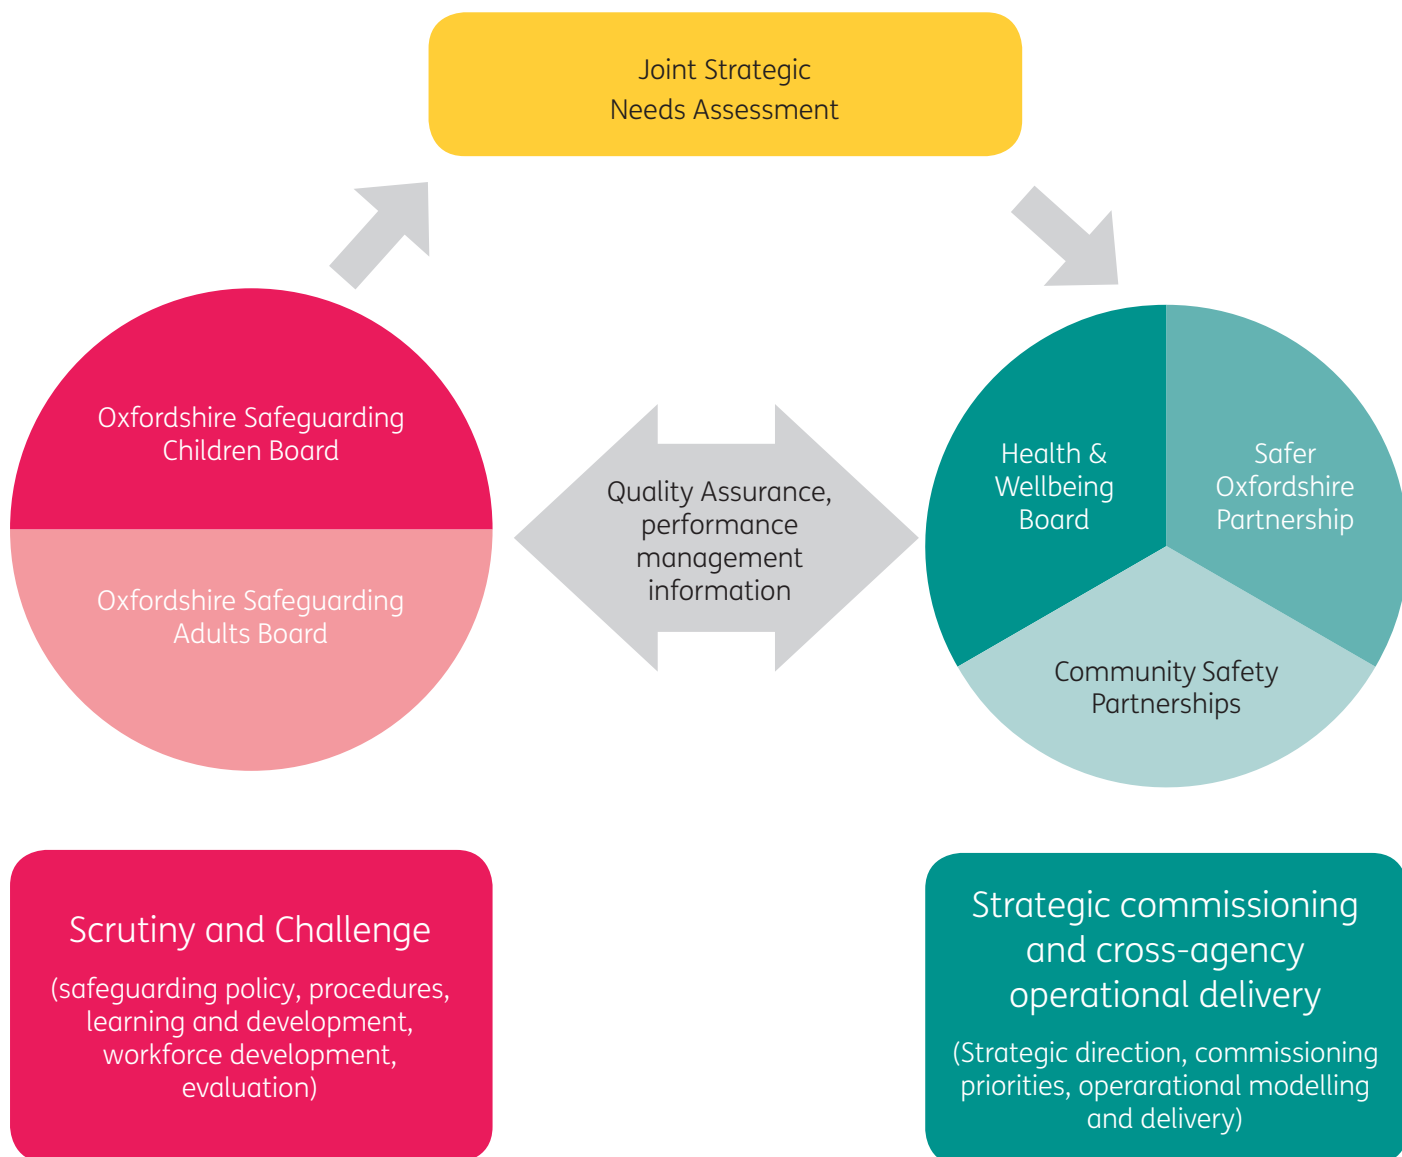 Joint Strategic
Needs Assessment
Oxfordshire Safeguarding
Children Board
Oxfordshire Safeguarding
Adults Board
Quality Assurance,
performance
management
information
Health &
Wellbeing
Board
Safer
Oxfordshire
Partnership
Community Safety
Partnerships
Scrutiny and Challenge
(safeguarding policy, procedures,
learning and development,
workforce development,
evaluation)
Strategic commissioning
and cross-agency
operational delivery
(Strategic direction, commissioning
priorities, operarational modelling
and delivery)